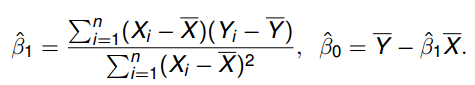 β̂₁ = ∑ⁿᵢ₌₁(Xᵢ − X̅)(Yᵢ − Y̅) / ∑ⁿᵢ₌₁(Xᵢ − X̅)², β̂₀ = Y̅ − β̂₁X̅.